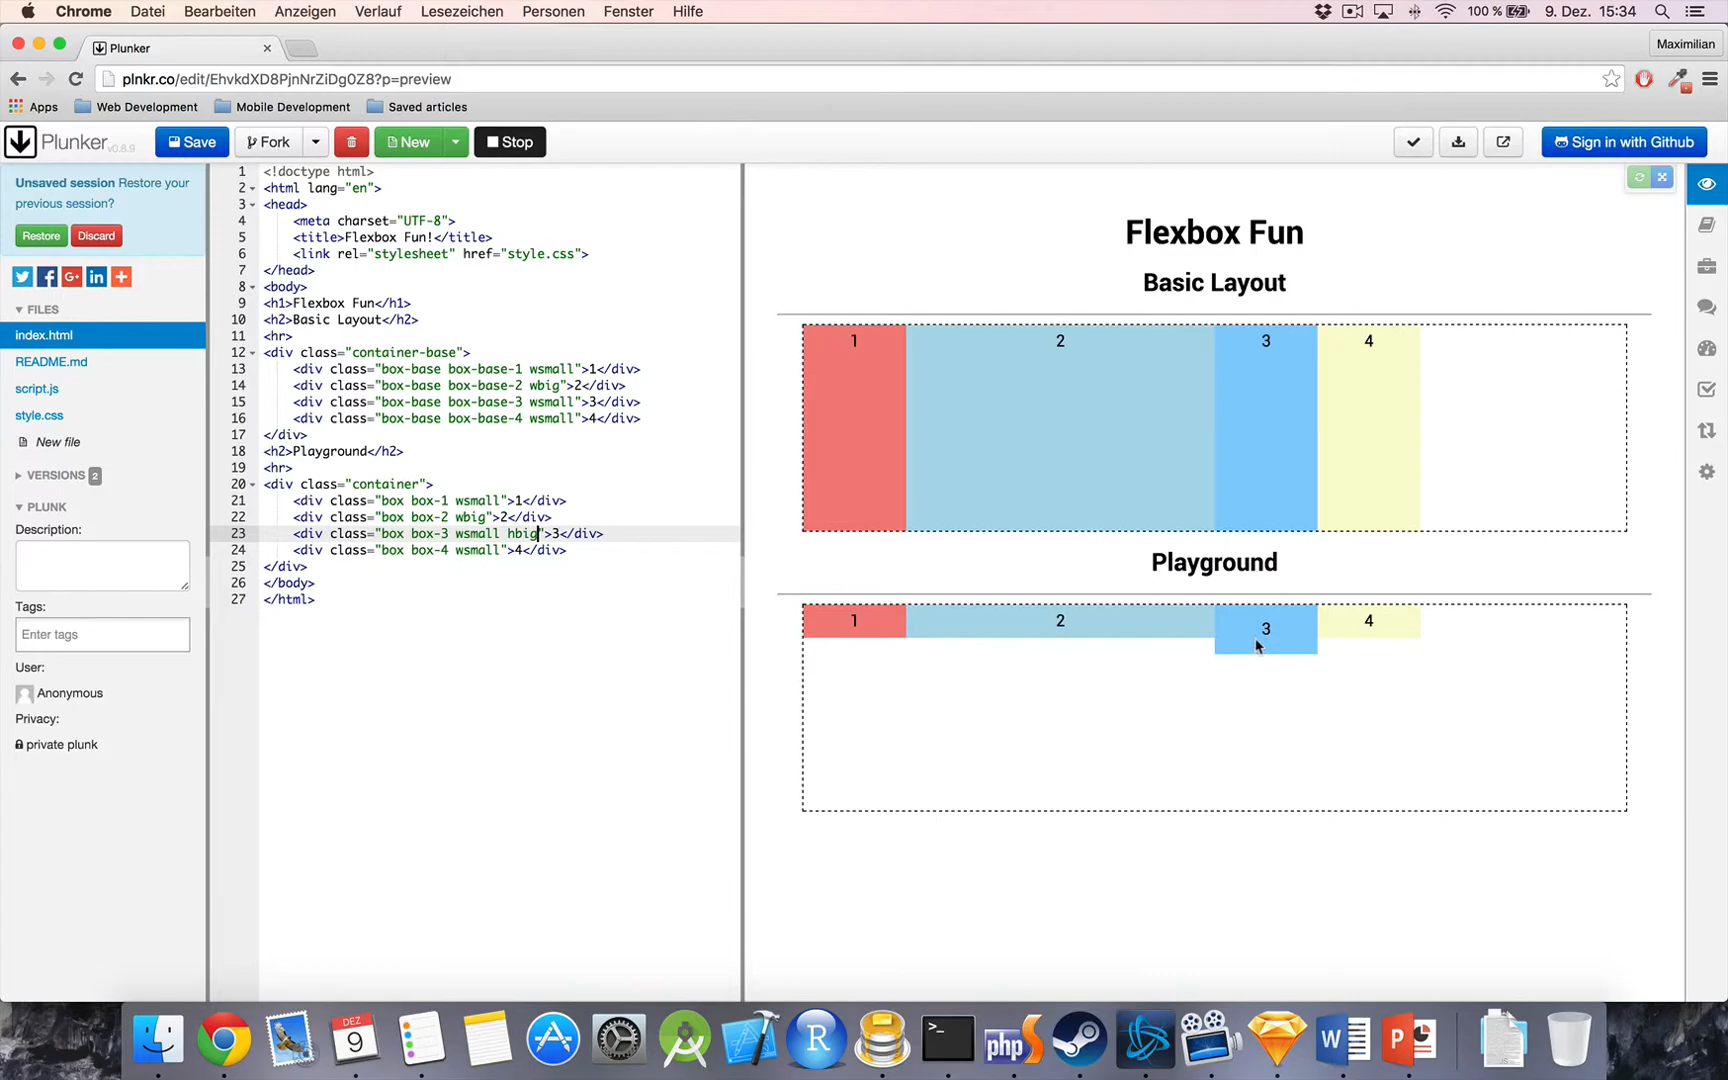 Chrome Datei Bearbeiten Anzeigen Verlauf Lesezeichen Personen Fenster Hilfe 100 % 9. Dez. 15:34
Plunker Maximilian
plnkr.co/edit/EhvkdXD8PjnNrZiDg0Z8?p=preview
Apps Web Development Mobile Development Saved articles
Plunker v0.8.9 Save Fork New Stop Sign in with Github
Unsaved session Restore your
previous session?
Restore Discard
FILES
index.html
README.md
script.js
style.css
New file
VERSIONS 2
PLUNK
Description:
Tags:
Enter tags
User:
Anonymous
Privacy:
private plunk
1 <!doctype html>
2 <html lang="en">
3 <head>
4 <meta charset="UTF-8">
5 <title>Flexbox Fun!</title>
6 <link rel="stylesheet" href="style.css">
7 </head>
8 <body>
9 <h1>Flexbox Fun</h1>
10 <h2>Basic Layout</h2>
11 <hr>
12 <div class="container-base">
13 <div class="box-base box-base-1 wsmall">1</div>
14 <div class="box-base box-base-2 wbig">2</div>
15 <div class="box-base box-base-3 wsmall">3</div>
16 <div class="box-base box-base-4 wsmall">4</div>
17 </div>
18 <h2>Playground</h2>
19 <hr>
20 <div class="container">
21 <div class="box box-1 wsmall">1</div>
22 <div class="box box-2 wbig">2</div>
23 <div class="box box-3 wsmall hbig">3</div>
24 <div class="box box-4 wsmall">4</div>
25 </div>
26 </body>
27 </html>
Flexbox Fun
Basic Layout
1 2 3 4
Playground
1 2 3 4
DEZ
9
R
php
W
P